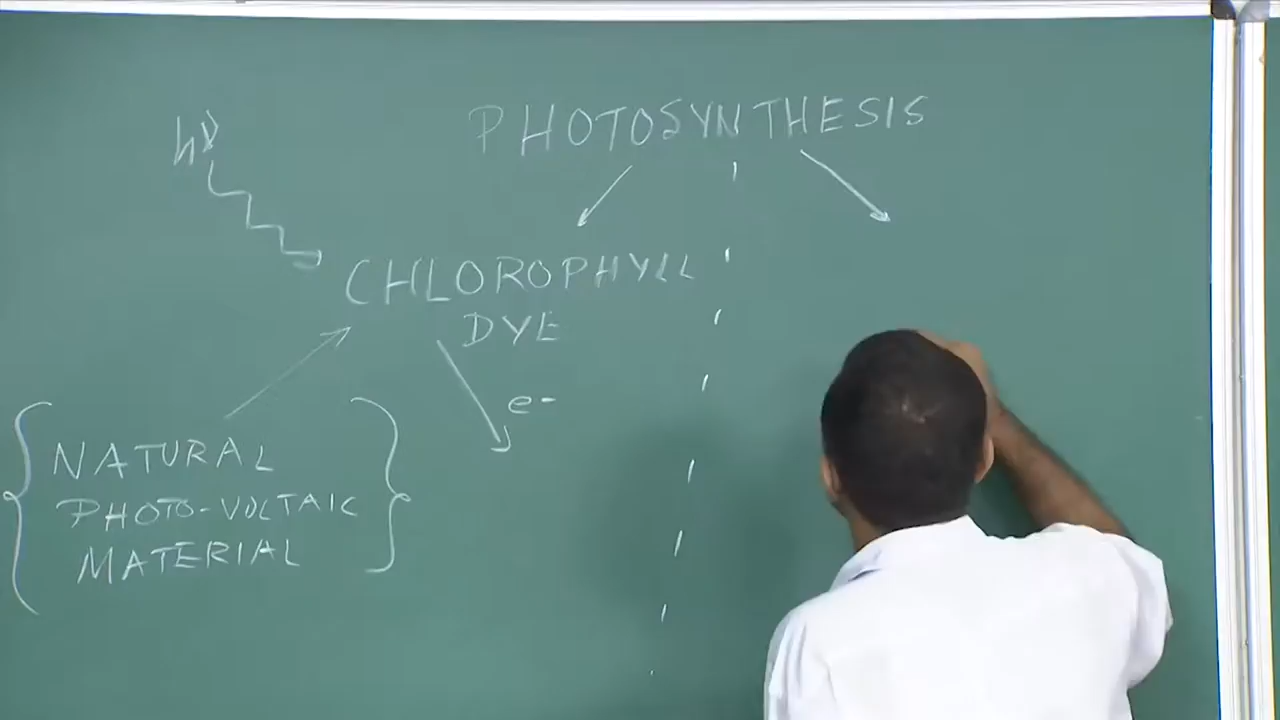 PHOTOSYNTHESIS
hν
CHLOROPHYLL
DYE
e-
NATURAL
PHOTO-VOLTAIC
MATERIAL